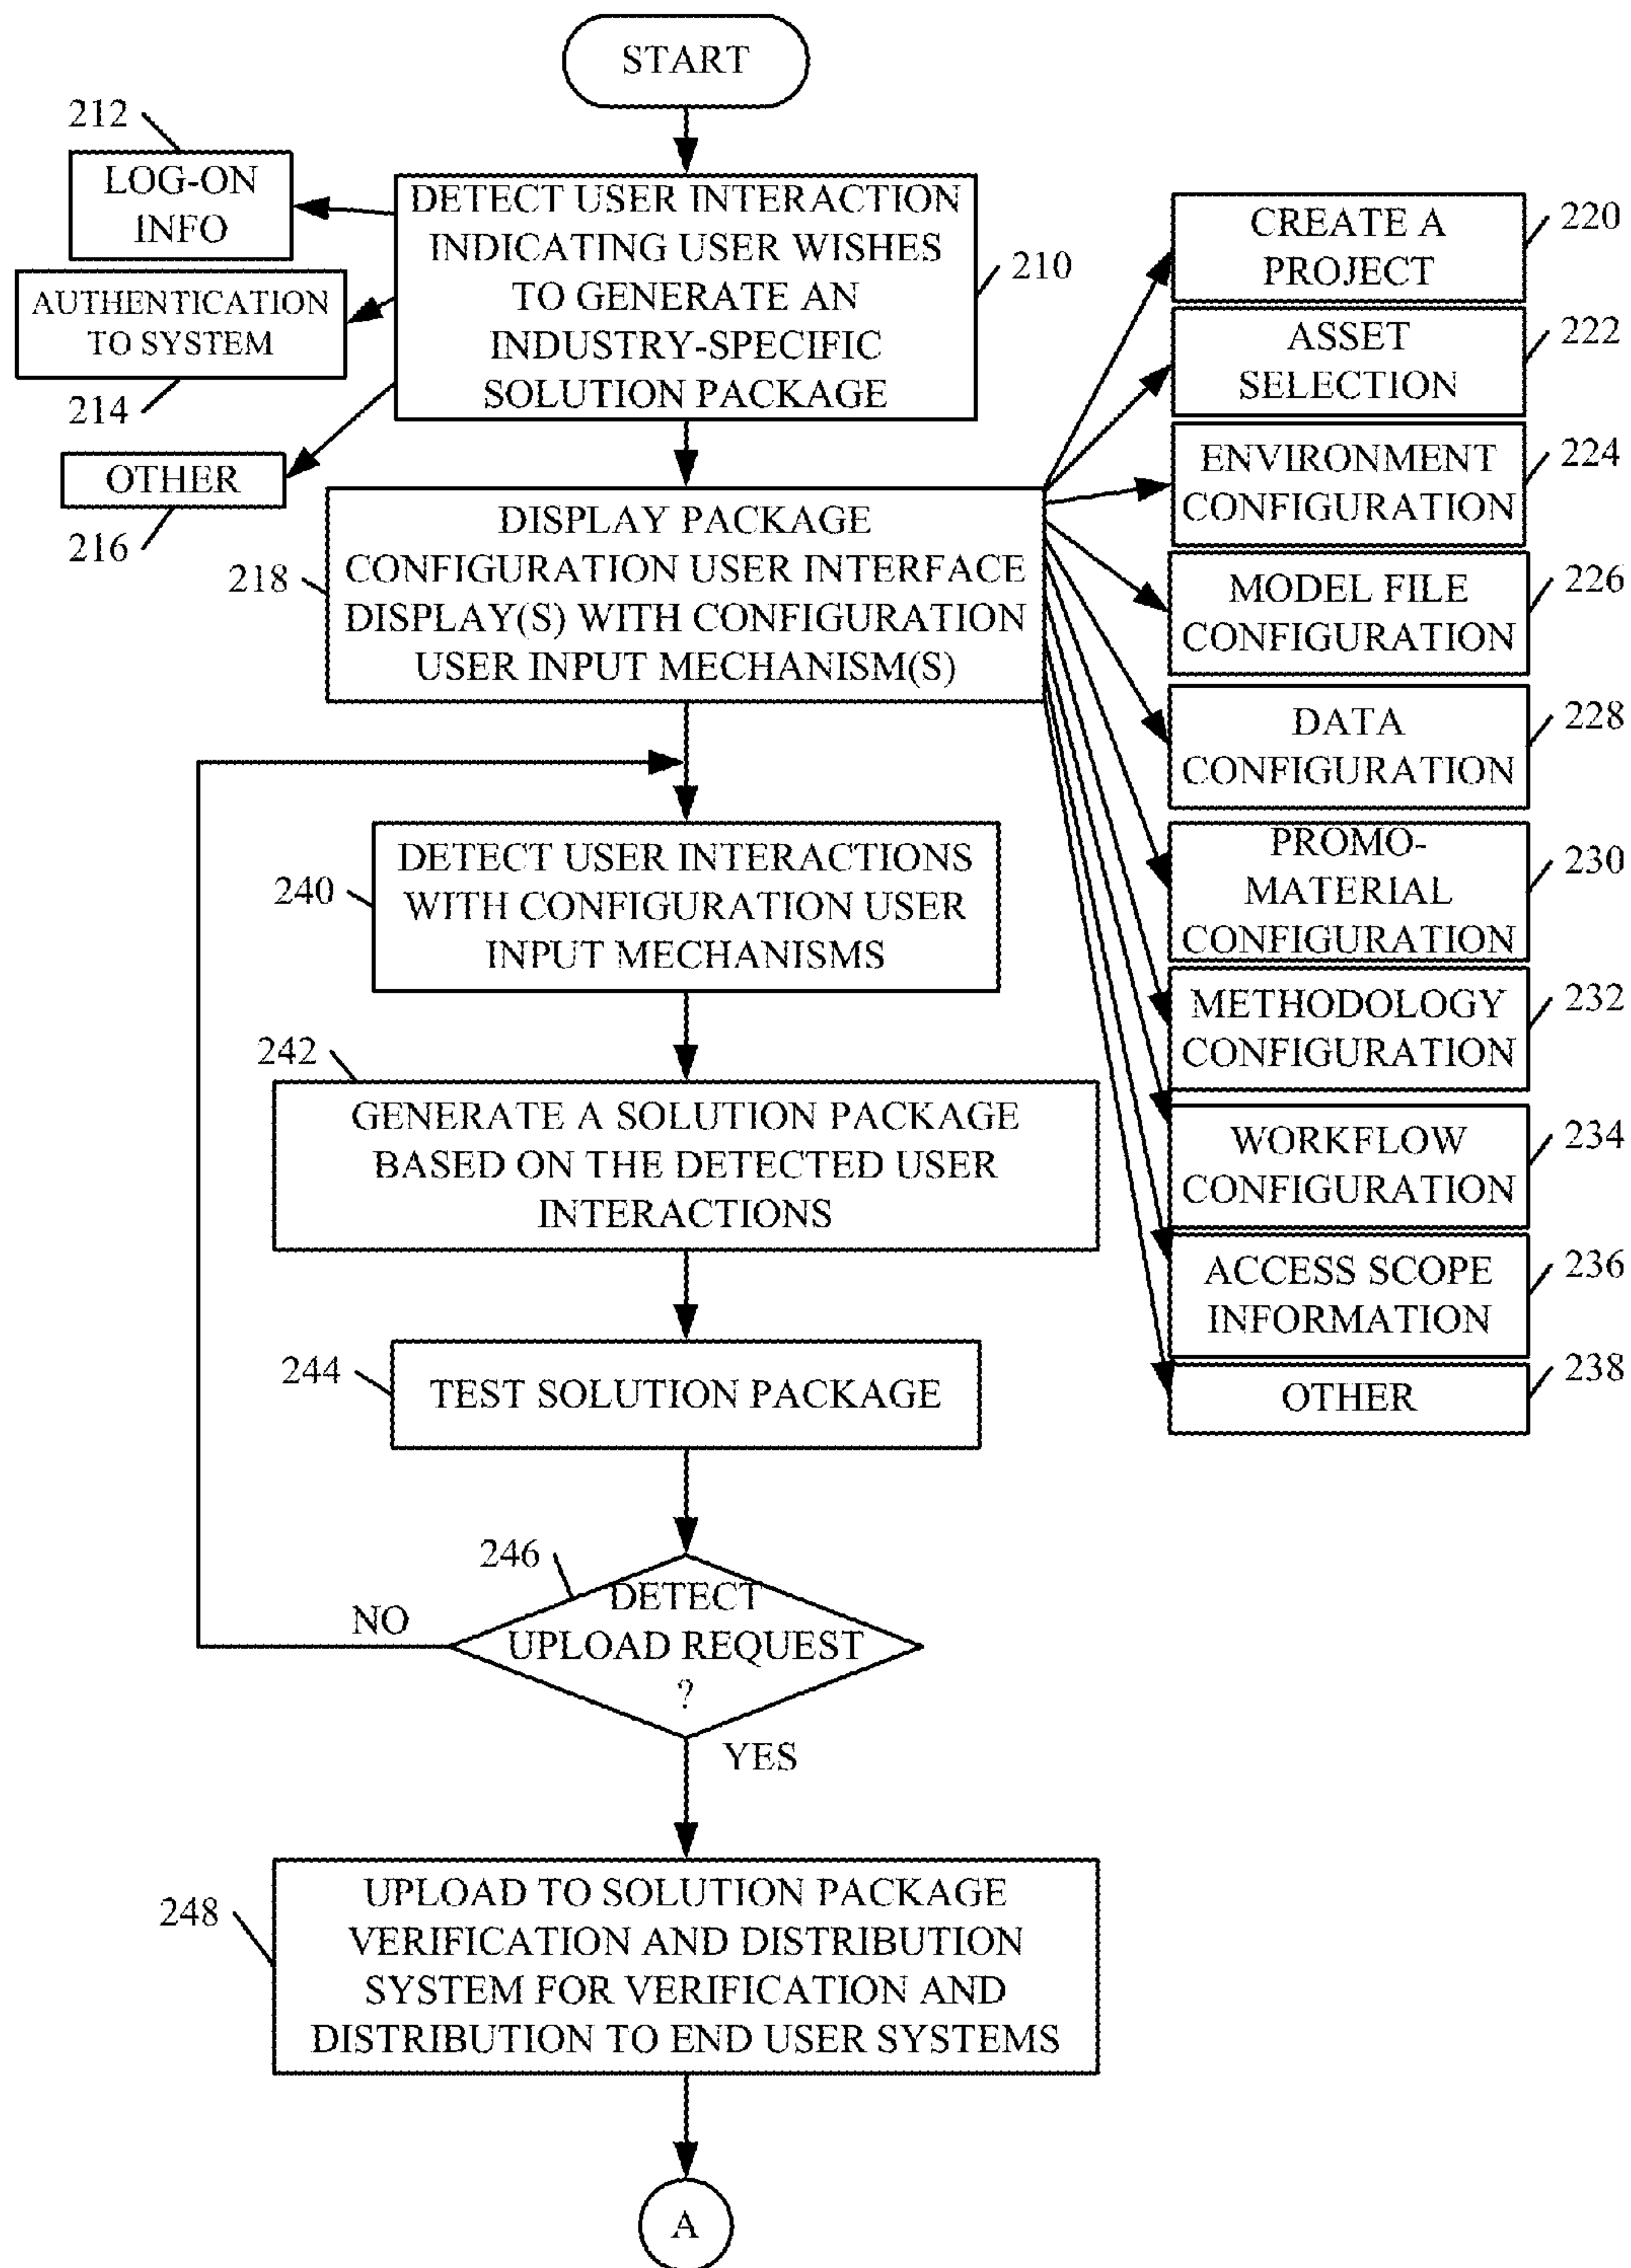 START
212
LOG-ON
INFO
DETECT USER INTERACTION
INDICATING USER WISHES
TO GENERATE AN
INDUSTRY-SPECIFIC
SOLUTION PACKAGE
210
AUTHENTICATION
TO SYSTEM
214
OTHER
216
218
DISPLAY PACKAGE
CONFIGURATION USER INTERFACE
DISPLAY(S) WITH CONFIGURATION
USER INPUT MECHANISM(S)
CREATE A
PROJECT
220
ASSET
SELECTION
222
ENVIRONMENT
CONFIGURATION
224
MODEL FILE
CONFIGURATION
226
DATA
CONFIGURATION
228
PROMO-
MATERIAL
CONFIGURATION
230
METHODOLOGY
CONFIGURATION
232
WORKFLOW
CONFIGURATION
234
ACCESS SCOPE
INFORMATION
236
OTHER
238
240
DETECT USER INTERACTIONS
WITH CONFIGURATION USER
INPUT MECHANISMS
242
GENERATE A SOLUTION PACKAGE
BASED ON THE DETECTED USER
INTERACTIONS
244
TEST SOLUTION PACKAGE
246
DETECT
UPLOAD REQUEST
?
NO
YES
248
UPLOAD TO SOLUTION PACKAGE
VERIFICATION AND DISTRIBUTION
SYSTEM FOR VERIFICATION AND
DISTRIBUTION TO END USER SYSTEMS
A